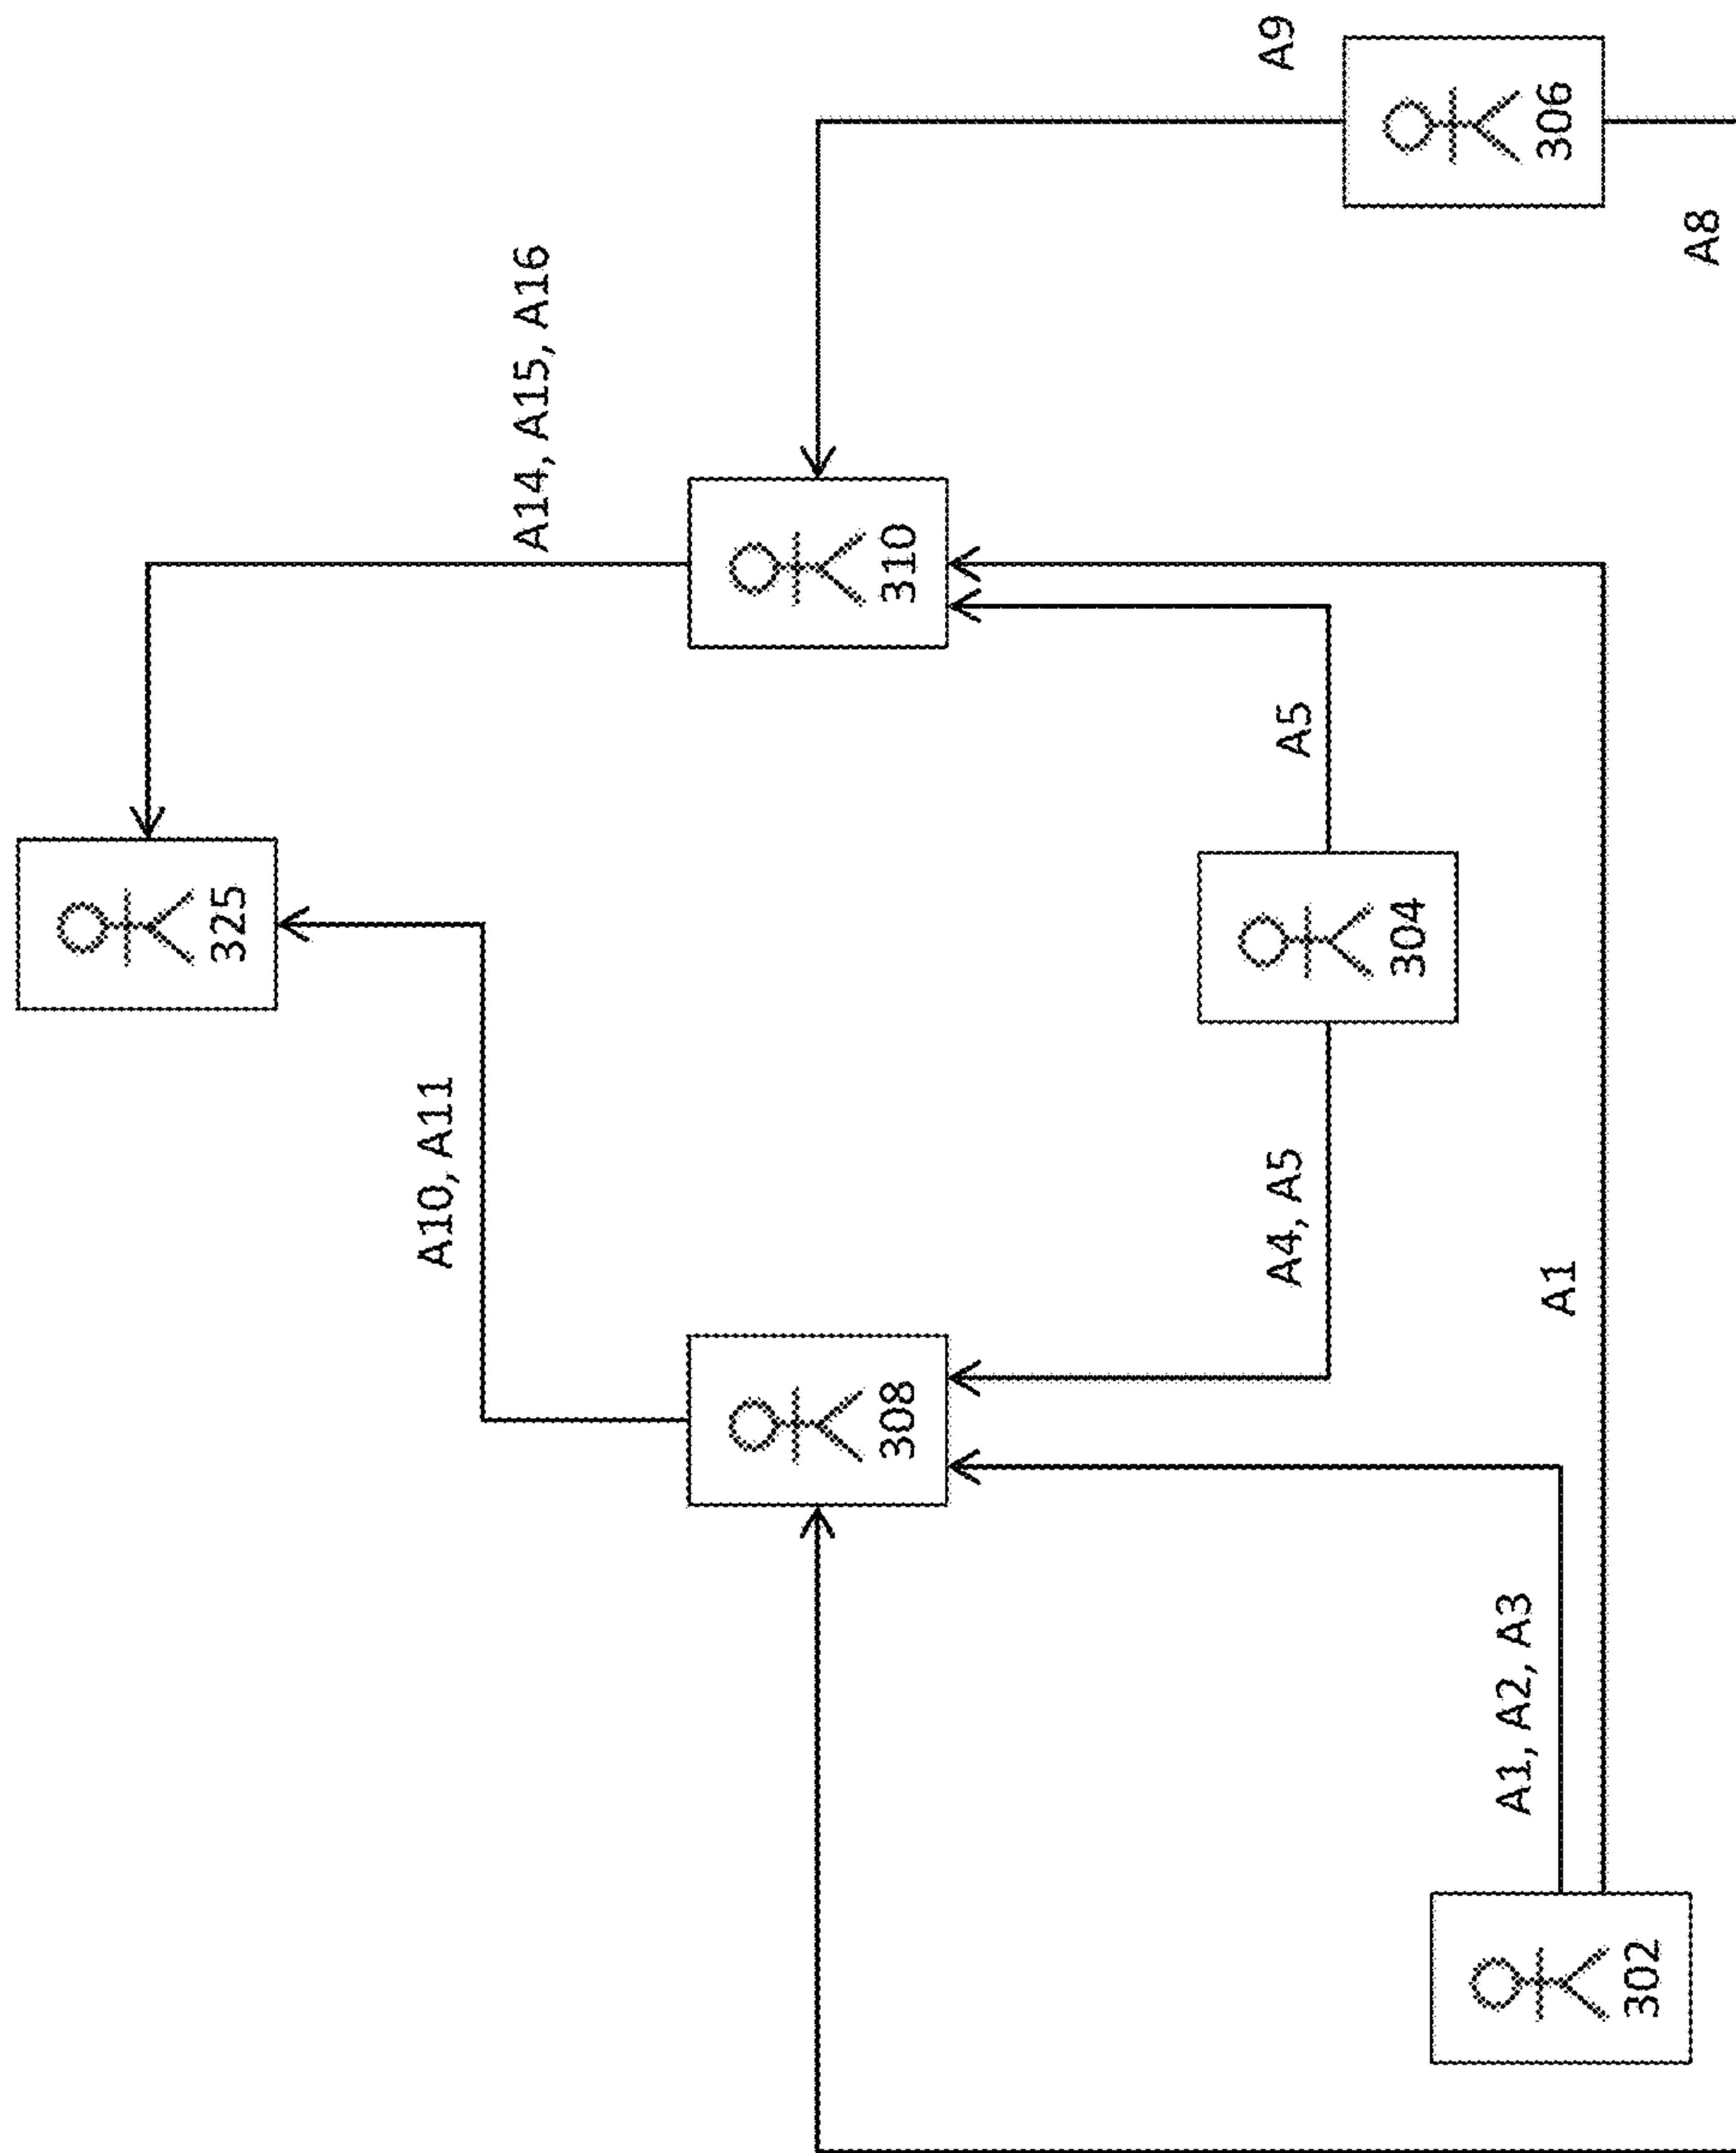 325
A10, A11
A14, A15, A16
308
310
A4, A5
A5
A9
304
A1, A2, A3
A1
306
302
A8